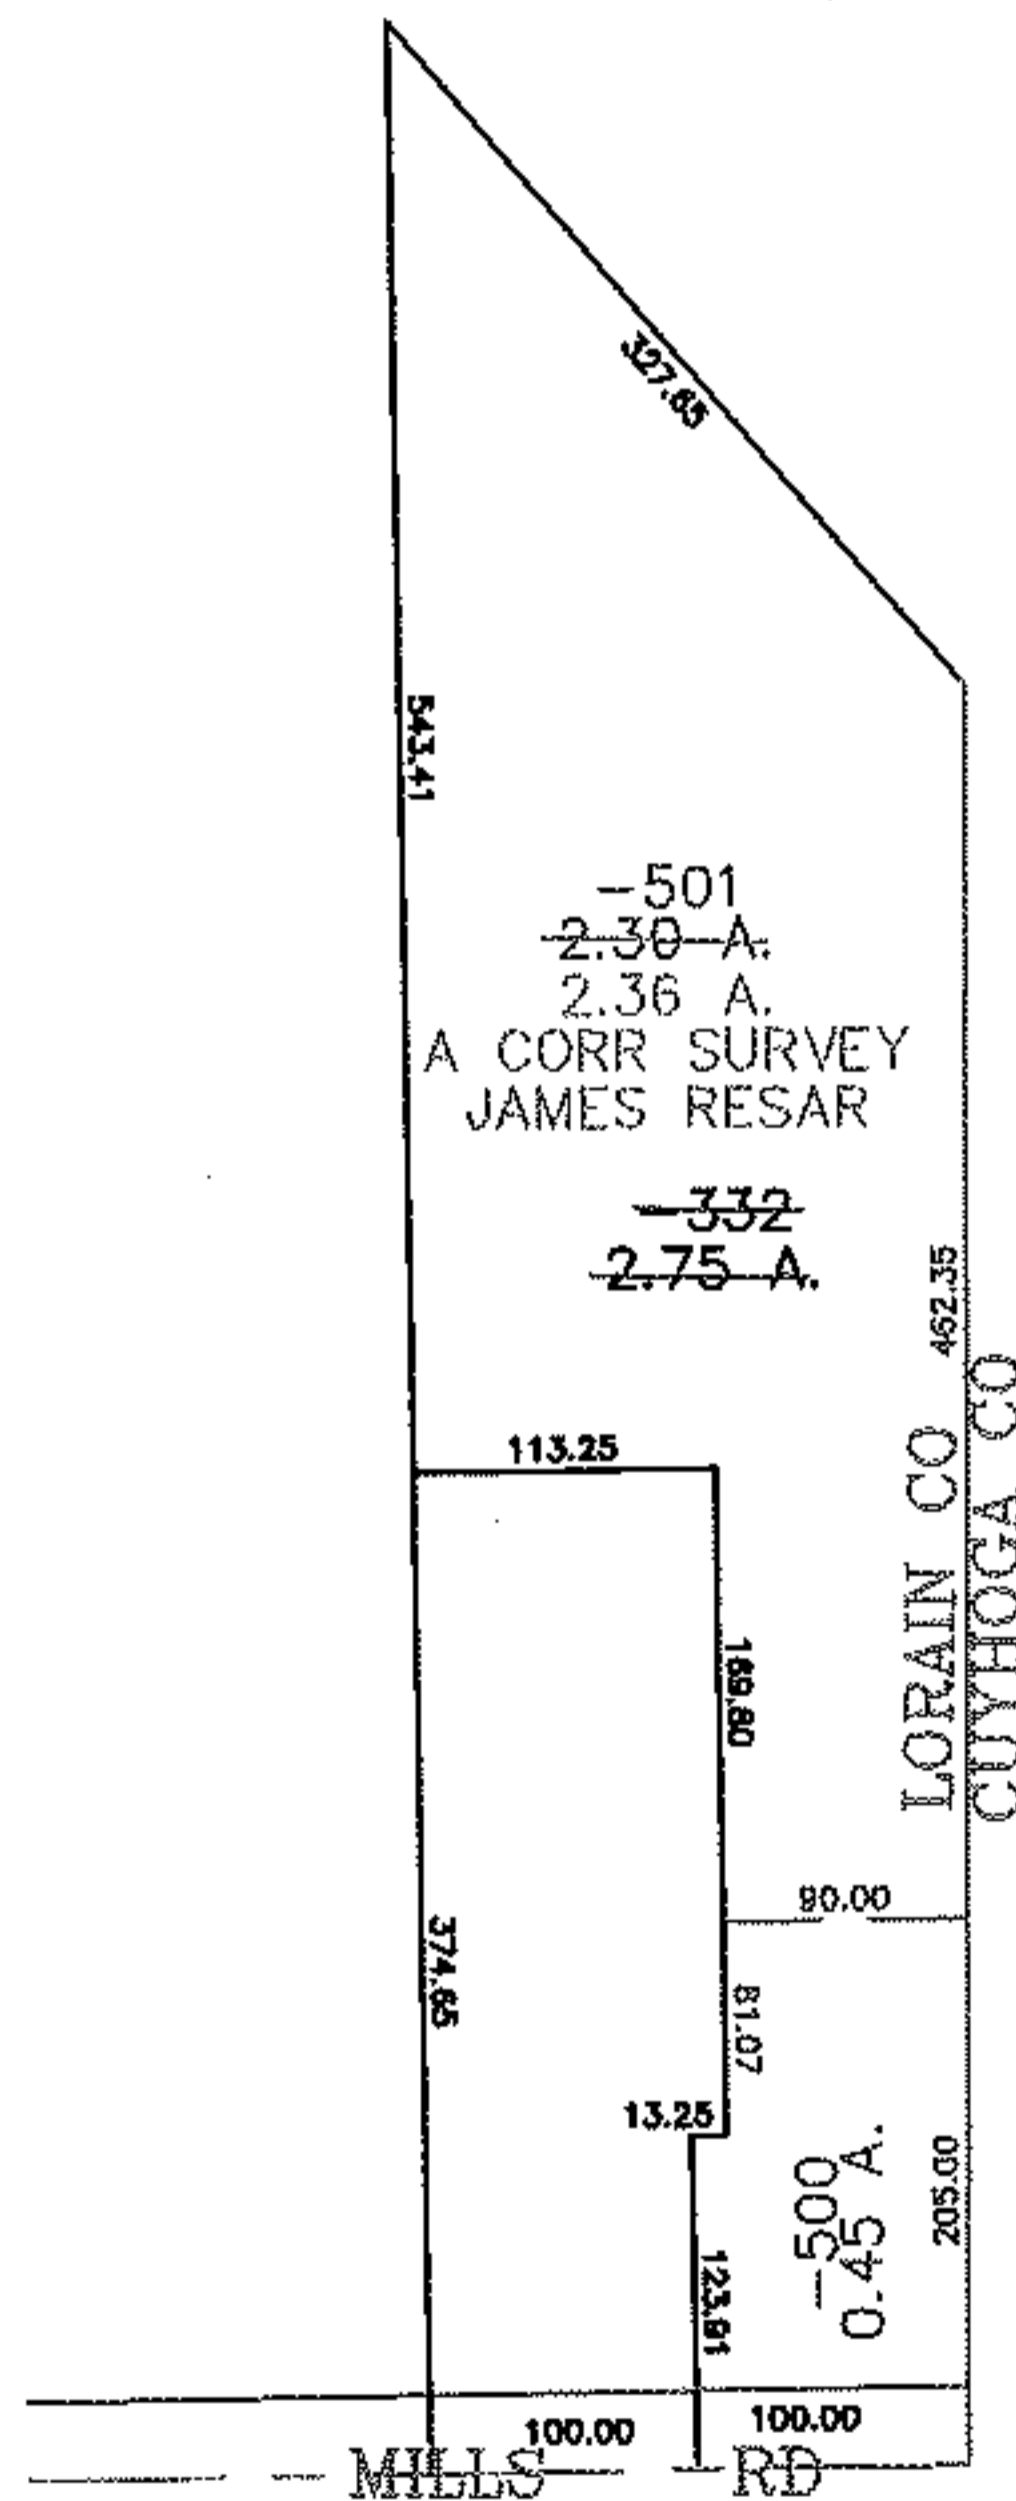 327.67
543.41
-501
2.30 A.
2.36 A.
A CORR SURVEY
JAMES RESAR
-332
2.75 A.
462.35
LORAIN CO
CUYHOGA CO
113.25
169.80
90.00
374.65
81.07
13.25
-500
0.45 A.
205.00
123.61
100.00
100.00
MILLS RD